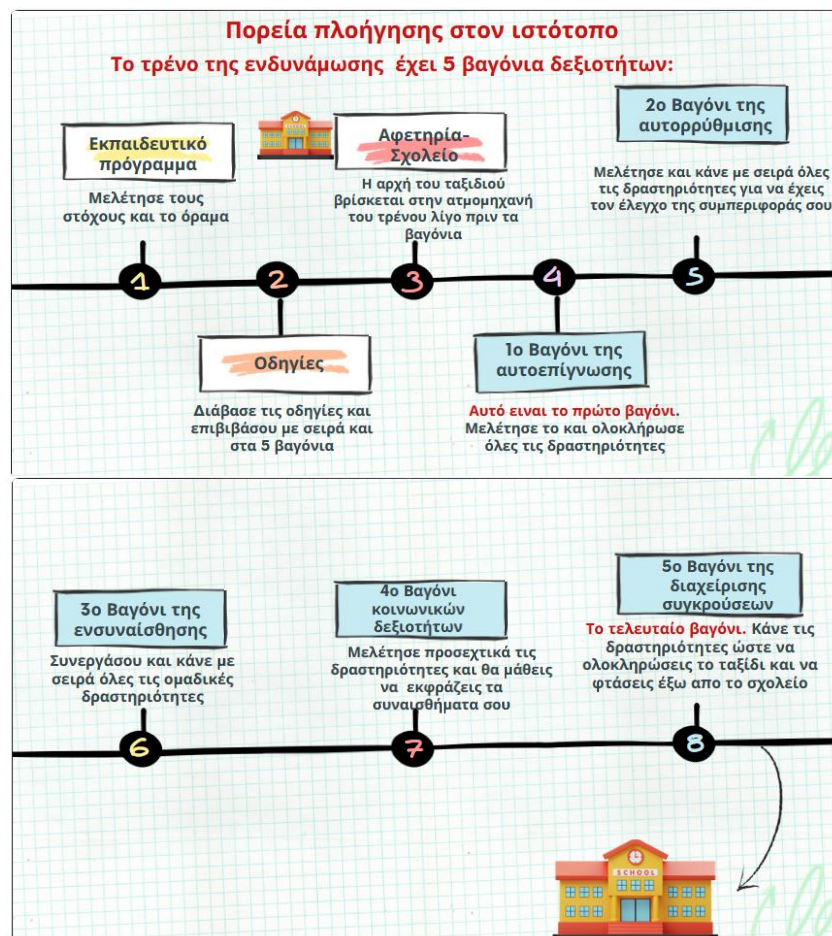 Πορεία πλοήγησης στον ιστότοπο
Το τρένο της ενδυνάμωσης έχει 5 βαγόνια δεξιοτήτων:
Εκπαιδευτικό
πρόγραμμα
Μελέτησε τους
στόχους και το όραμα
1
Οδηγίες
Διάβασε τις οδηγίες και
επιβιβάσου με σειρά και
στα 5 βαγόνια
2
Αφετηρία-
Σχολείο
Η αρχή του ταξιδιού
βρίσκεται στην ατμομηχανή
του τρένου λίγο πριν τα
βαγόνια
3
1ο Βαγόνι της
αυτοεπίγνωσης
Αυτό ειναι το πρώτο βαγόνι.
Μελέτησε το και ολοκλήρωσε
όλες τις δραστηριότητες
4
2ο Βαγόνι της
αυτορρύθμισης
Μελέτησε και κάνε με σειρά όλες
τις δραστηριότητες για να έχεις
τον έλεγχο της συμπεριφοράς σου
5
3ο Βαγόνι της
ενσυναίσθησης
Συνεργάσου και κάνε με
σειρά όλες τις ομαδικές
δραστηριότητες
6
4ο Βαγόνι
κοινωνικών
δεξιοτήτων
Μελέτησε προσεχτικά τις
δραστηριότητες και θα μάθεις
να εκφράζεις τα
συναισθήματα σου
7
5ο Βαγόνι της
διαχείρισης
συγκρούσεων
Το τελευταίο βαγόνι. Κάνε τις
δραστηριότητες ώστε να
ολοκληρώσεις το ταξίδι και να
φτάσεις έξω απο το σχολείο
8
SCHOOL